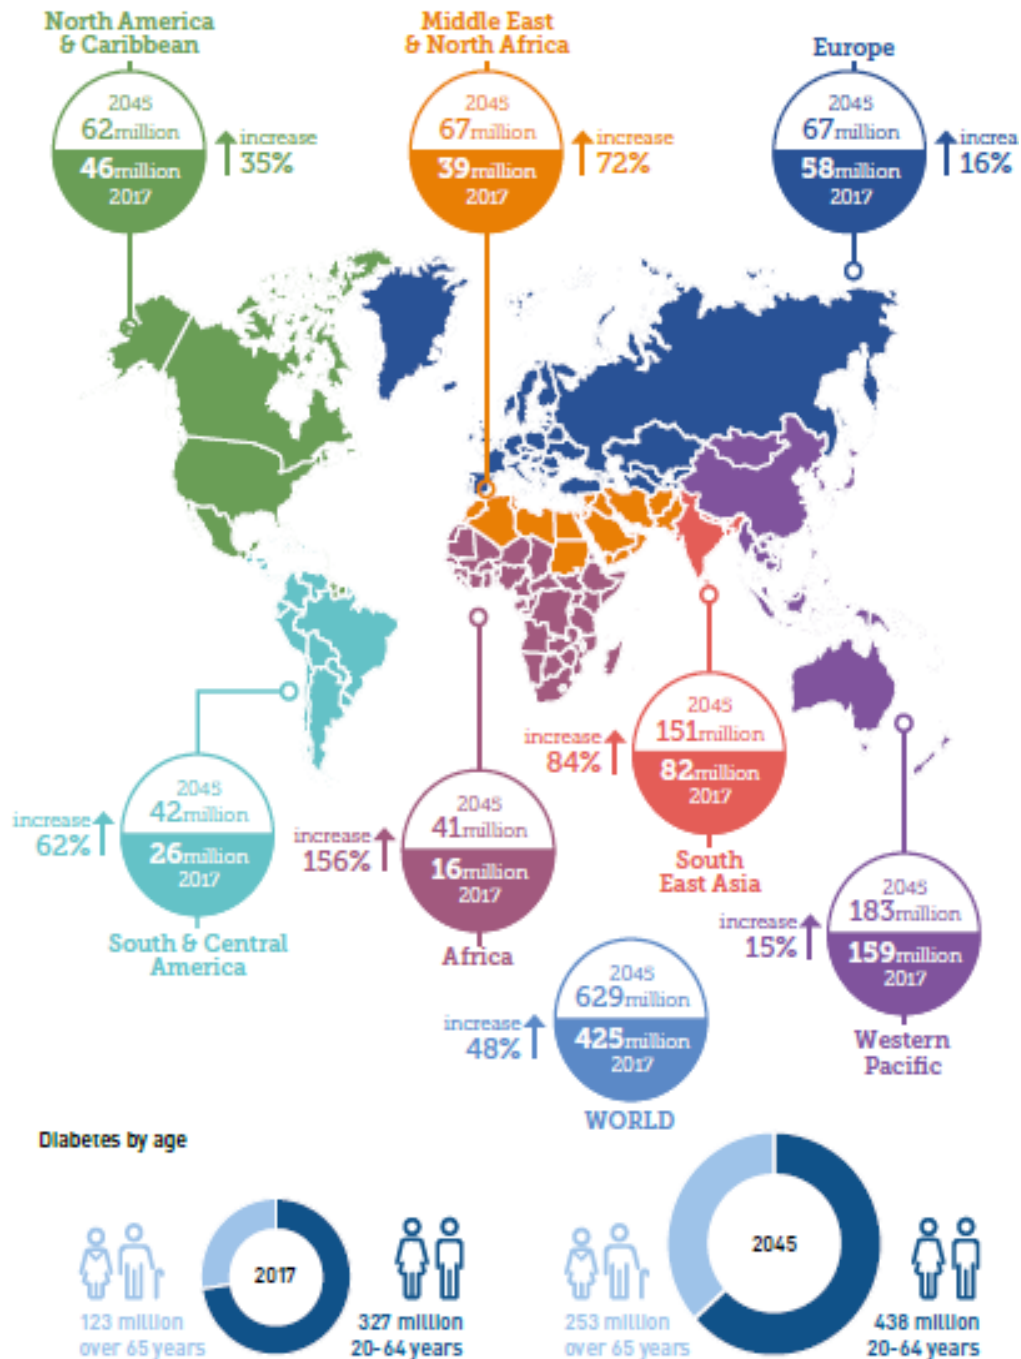 North America
& Caribbean
2045
62million
46million
2017
increase
35%
Middle East
& North Africa
2045
67million
39million
2017
increase
72%
Europe
2045
67million
58million
2017
increa
16%
2045
42million
26million
2017
increase
62%
South & Central
America
2045
41million
16million
2017
increase
156%
Africa
2045
151million
82million
2017
increase
84%
South
East Asia
2045
183million
159million
2017
increase
15%
Western
Pacific
2045
629million
425million
2017
increase
48%
WORLD
Diabetes by age
123 million
over 65 years
2017
327 million
20-64 years
253 million
over 65 years
2045
438 million
20-64 years